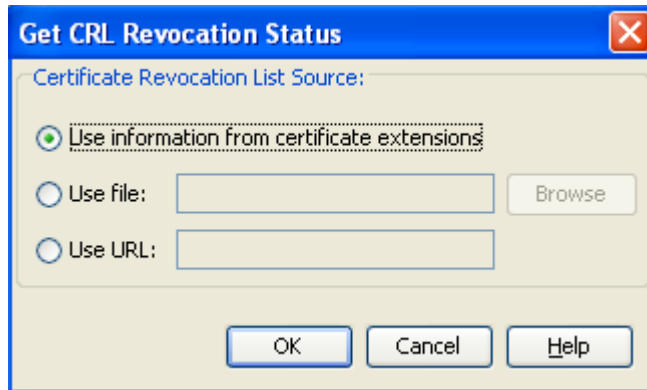 Get CRL Revocation Status
Certificate Revocation List Source:
Use information from certificate extensions
Use file:
Browse
Use URL:
OK
Cancel
Help